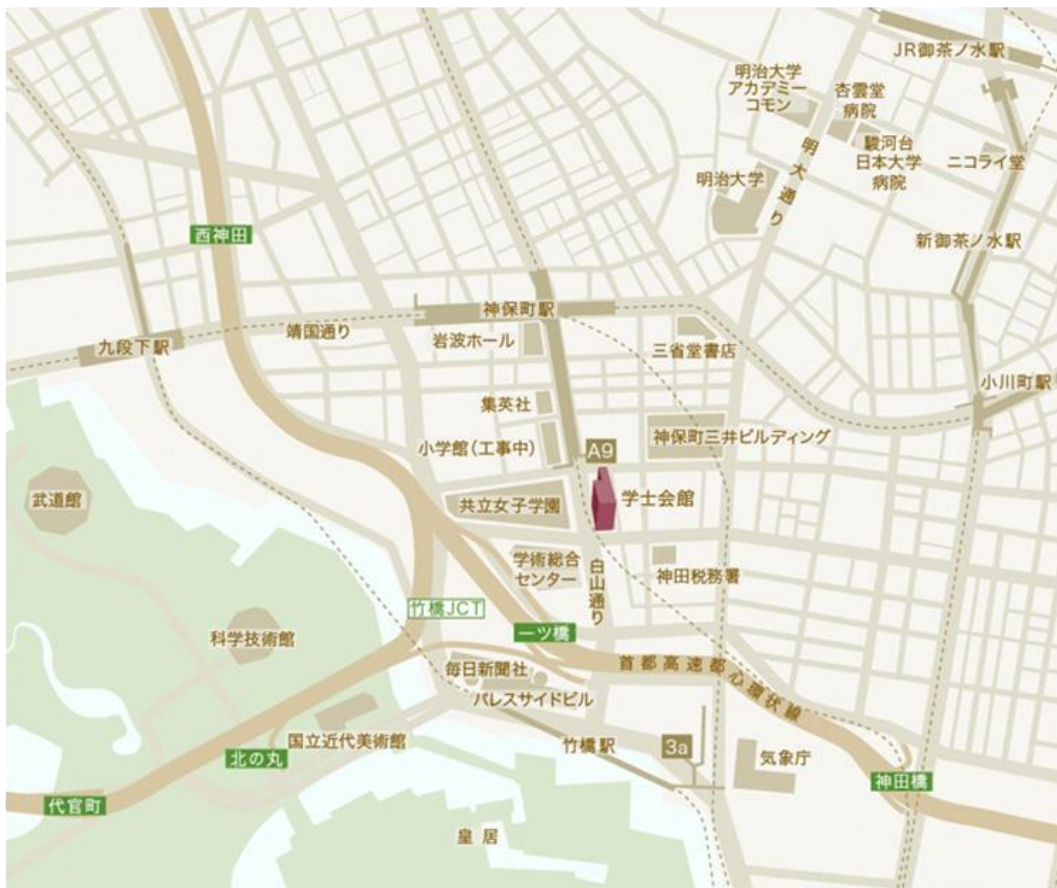 JR御茶ノ水駅
明治大学
アカデミー
コモン
杏雲堂
病院
駿河台
日本大学
病院
ニコライ堂
明大通り
明治大学
西神田
新御茶ノ水駅
神保町駅
靖国通り
九段下駅
岩波ホール
三省堂書店
小川町駅
集英社
神保町三井ビルディング
小学館(工事中)
A9
武道館
共立女子学園
学士会館
学術総合
センター
白山通り
神田税務署
竹橋JCT
一ツ橋
科学技術館
毎日新聞社
首都高速都心環状線
パレスサイドビル
国立近代美術館
竹橋駅
3a
気象庁
北の丸
神田橋
代官町
皇居